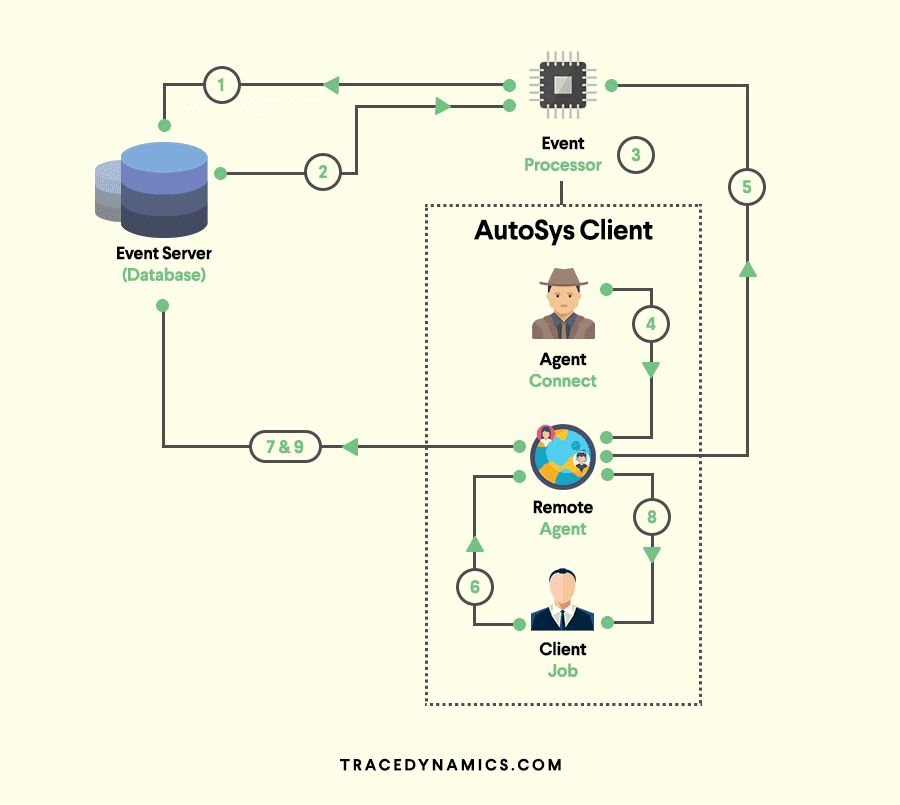 1
2
Event
Processor
3
5
Event Server
(Database)
AutoSys Client
4
Agent
Connect
7 & 9
Remote
Agent
8
6
Client
Job
TRACEDYNAMICS.COM